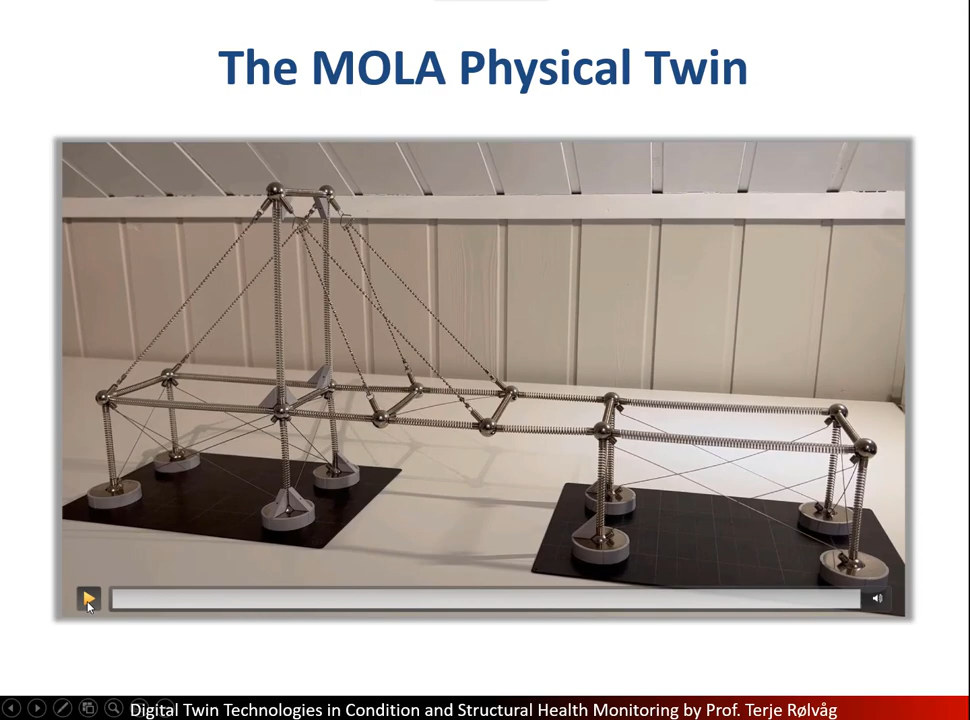 The MOLA Physical Twin
Digital Twin Technologies in Condition and Structural Health Monitoring by Prof. Terje Rølvåg